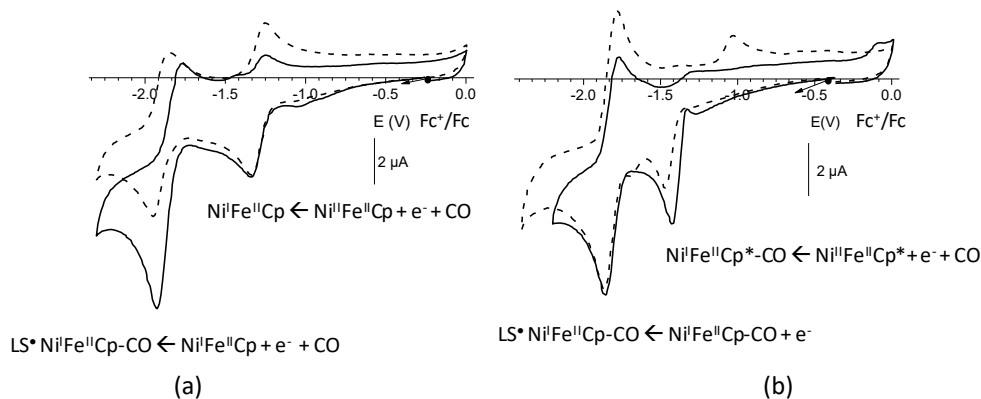 -2.0 -1.5 -1.0 -0.5 0.0
E (V) Fc⁺/Fc
2 μA
NiᴵFeᴵᴵCp ← NiᴵᴵFeᴵᴵCp + e⁻ + CO
LS• NiᴵFeᴵᴵCp-CO ← NiᴵFeᴵᴵCp + e⁻ + CO
(a)
-2.0 -1.5 -1.0 -0.5 0.0
E(V) Fc⁺/Fc
2 μA
NiᴵFeᴵᴵCp*-CO ← NiᴵᴵFeᴵᴵCp* + e⁻ + CO
LS• NiᴵFeᴵᴵCp-CO ← NiᴵFeᴵᴵCp-CO + e⁻
(b)